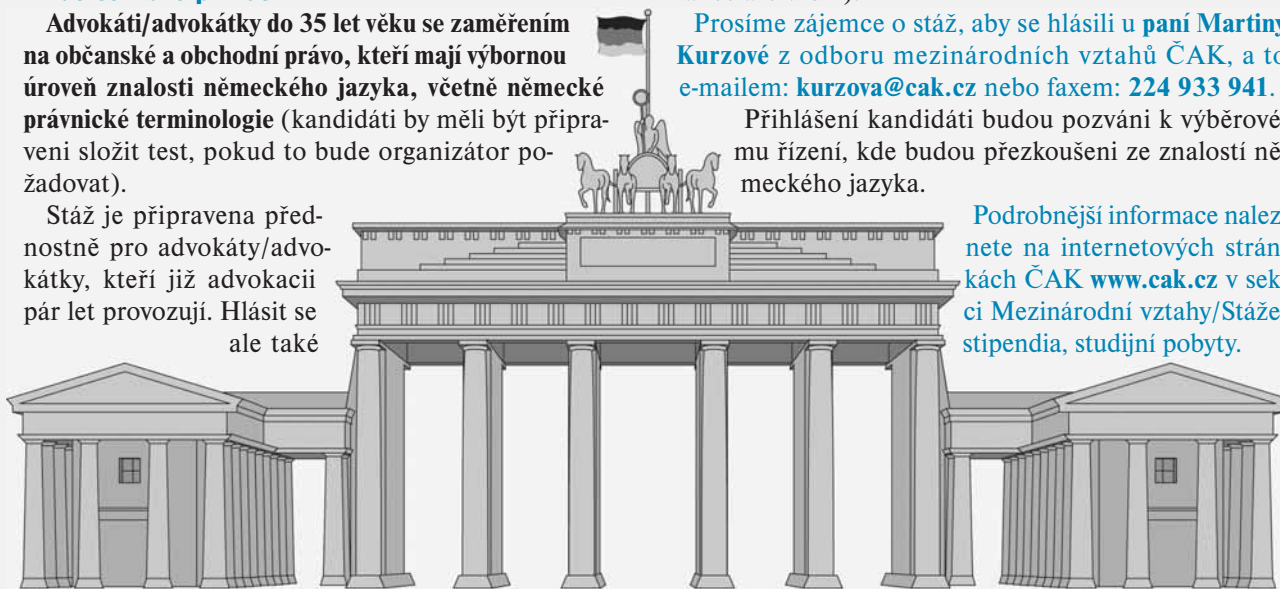 Advokáti/advokátky do 35 let věku se zaměřením
na občanské a obchodní právo, kteří mají výbornou
úroveň znalosti německého jazyka, včetně německé
právnické terminologie (kandidáti by měli být připra-
veni složit test, pokud to bude organizátor po-
žadovat).
Stáž je připravena před-
nostně pro advokáty/advo-
kátky, kteří již advokacii
pár let provozují. Hlásit se
ale také
Prosíme zájemce o stáž, aby se hlásili u paní Martiny
Kurzové z odboru mezinárodních vztahů ČAK, a to
e-mailem: kurzova@cak.cz nebo faxem: 224 933 941.
Přihlášení kandidáti budou pozváni k výběrové
mu řízení, kde budou přezkoušeni ze znalostí ně
meckého jazyka.
Podrobnější informace nalez
nete na internetových strán
kách ČAK www.cak.cz v sek
ci Mezinárodní vztahy/Stáže
stipendia, studijní pobyty.